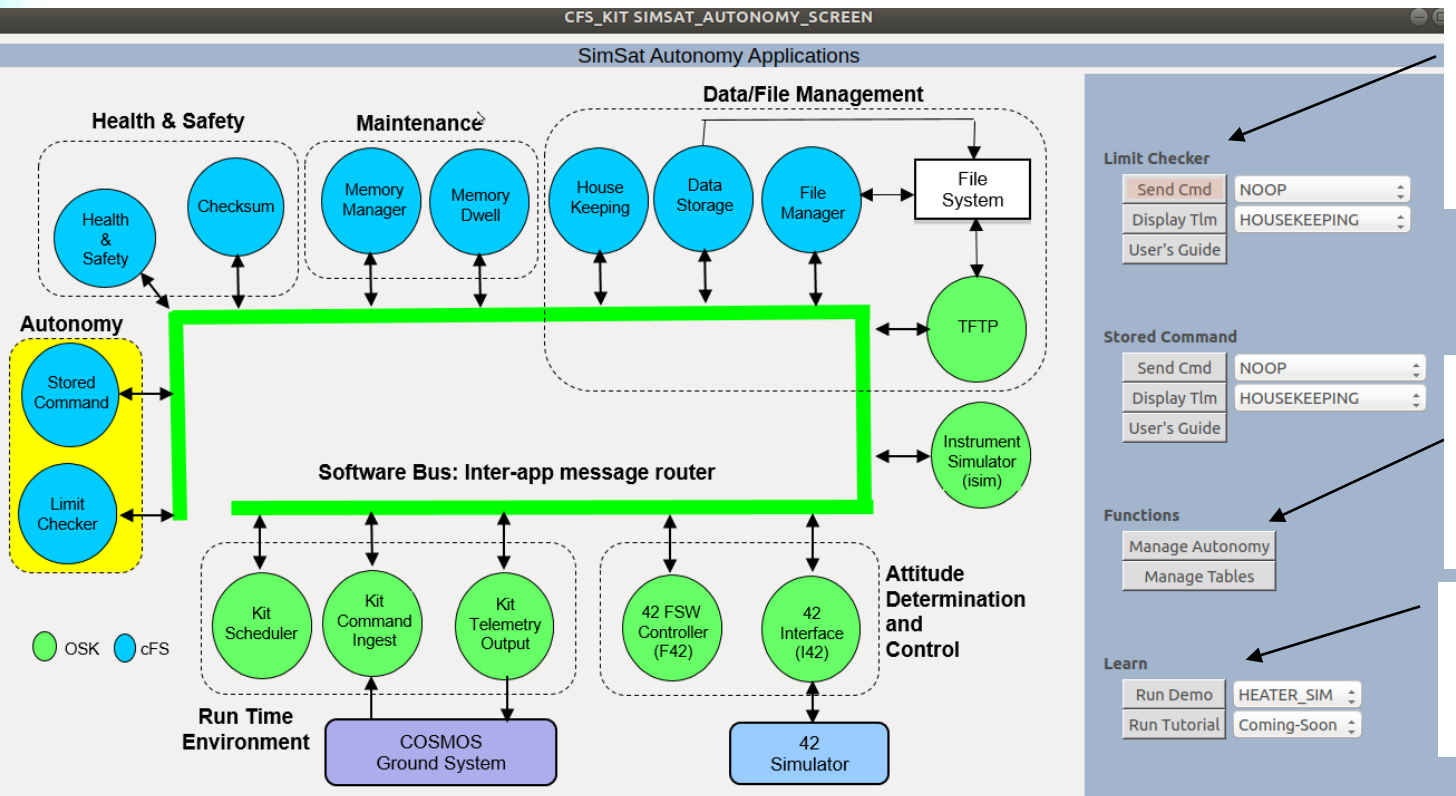 CFS_KIT SIMSAT_AUTONOMY_SCREEN
SimSat Autonomy Applications
Health & Safety
Maintenance
Data/File Management
Health
&
Safety
Checksum
Memory
Manager
Memory
Dwell
House
Keeping
Data
Storage
File
Manager
File
System
TFTP
Autonomy
Stored
Command
Limit
Checker
Software Bus: Inter-app message router
Instrument
Simulator
(isim)
Kit
Scheduler
Kit
Command
Ingest
Kit
Telemetry
Output
42 FSW
Controller
(F42)
42
Interface
(I42)
Attitude
Determination
and
Control
OSK
cFS
Run Time
Environment
COSMOS
Ground System
42
Simulator
Limit Checker
Send Cmd NOOP
Display Tlm HOUSEKEEPING
User's Guide
Stored Command
Send Cmd NOOP
Display Tlm HOUSEKEEPING
User's Guide
Functions
Manage Autonomy
Manage Tables
Learn
Run Demo HEATER_SIM
Run Tutorial Coming-Soon